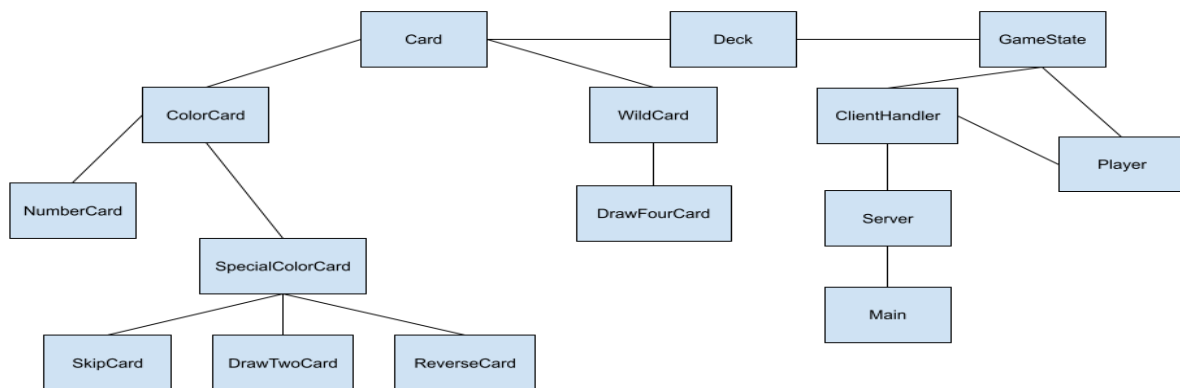 Card
Deck
GameState
ColorCard
WildCard
ClientHandler
Player
NumberCard
DrawFourCard
Server
SpecialColorCard
Main
SkipCard
DrawTwoCard
ReverseCard